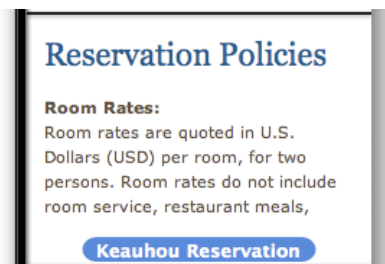 Reservation Policies
Room Rates:
Room rates are quoted in U.S.
Dollars (USD) per room, for two
persons. Room rates do not include
room service, restaurant meals,
Keauhou Reservation